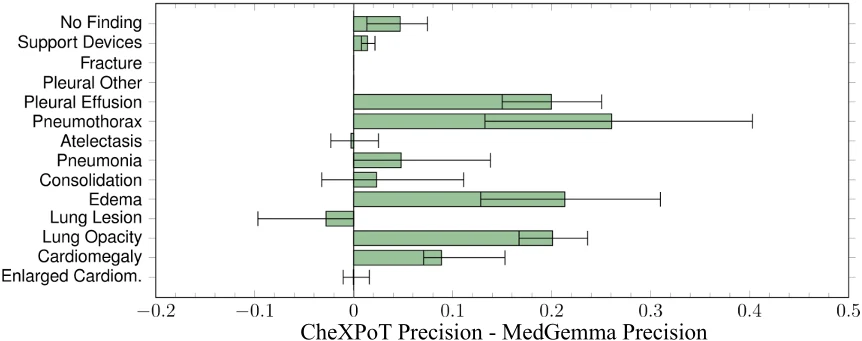 No Finding
Support Devices
Fracture
Pleural Other
Pleural Effusion
Pneumothorax
Atelectasis
Pneumonia
Consolidation
Edema
Lung Lesion
Lung Opacity
Cardiomegaly
Enlarged Cardiom.
−0.2 −0.1 0 0.1 0.2 0.3 0.4 0.5
CheXPoT Precision - MedGemma Precision